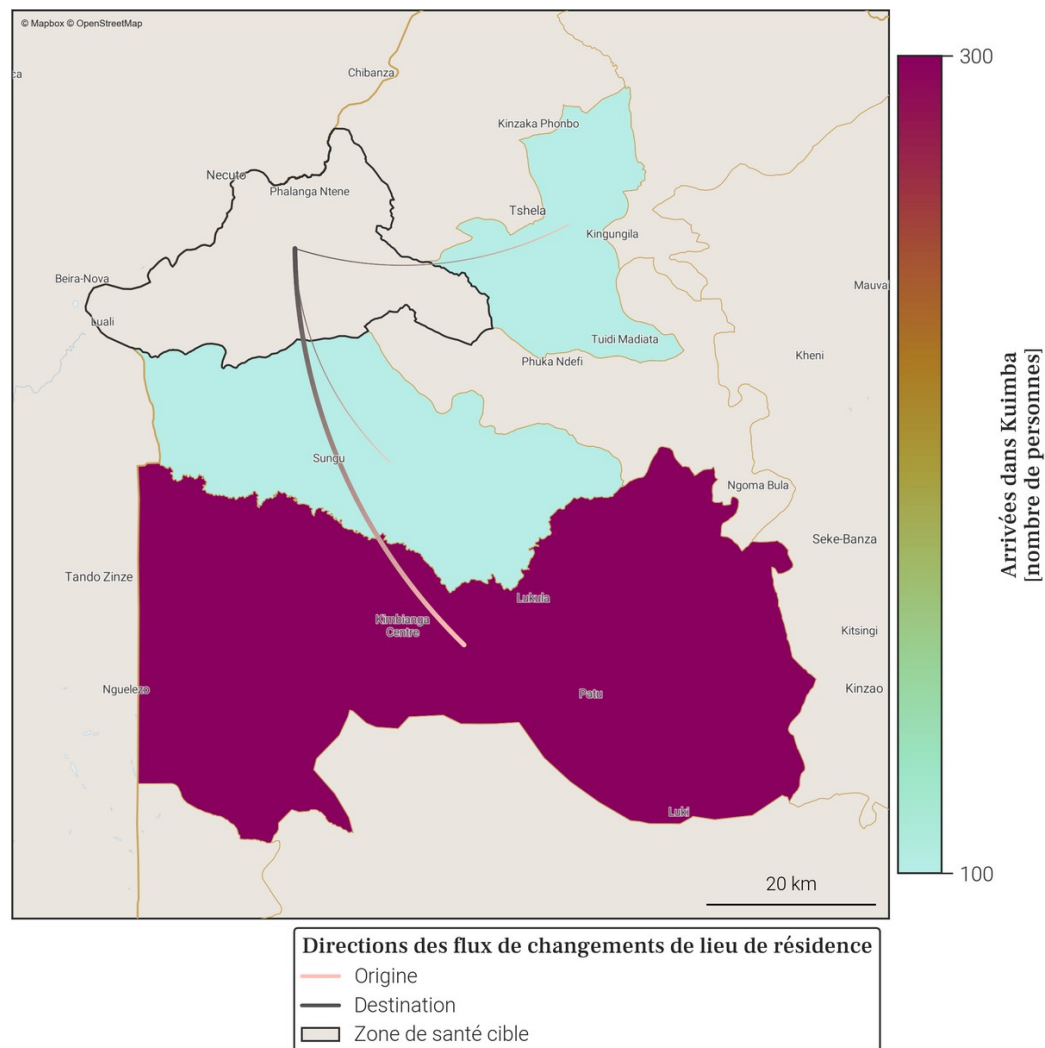 © Mapbox © OpenStreetMap
ca
Chibanza
Kinzaka Phonbo
Necuto
Phalanga Ntene
Tshela
Kingungila
Beira-Nova
Mauva
Luali
Tuidi Madiata
Kheni
Phuka Ndefi
Sungu
Ngoma Bula
Seke-Banza
Tando Zinze
Lukula
Kimbianga
Centre
Kitsingi
Nguelezo
Patu
Kinzao
Luki
20 km
300
100
Arrivées dans Kuimba
[nombre de personnes]
Directions des flux de changements de lieu de résidence
Origine
Destination
Zone de santé cible